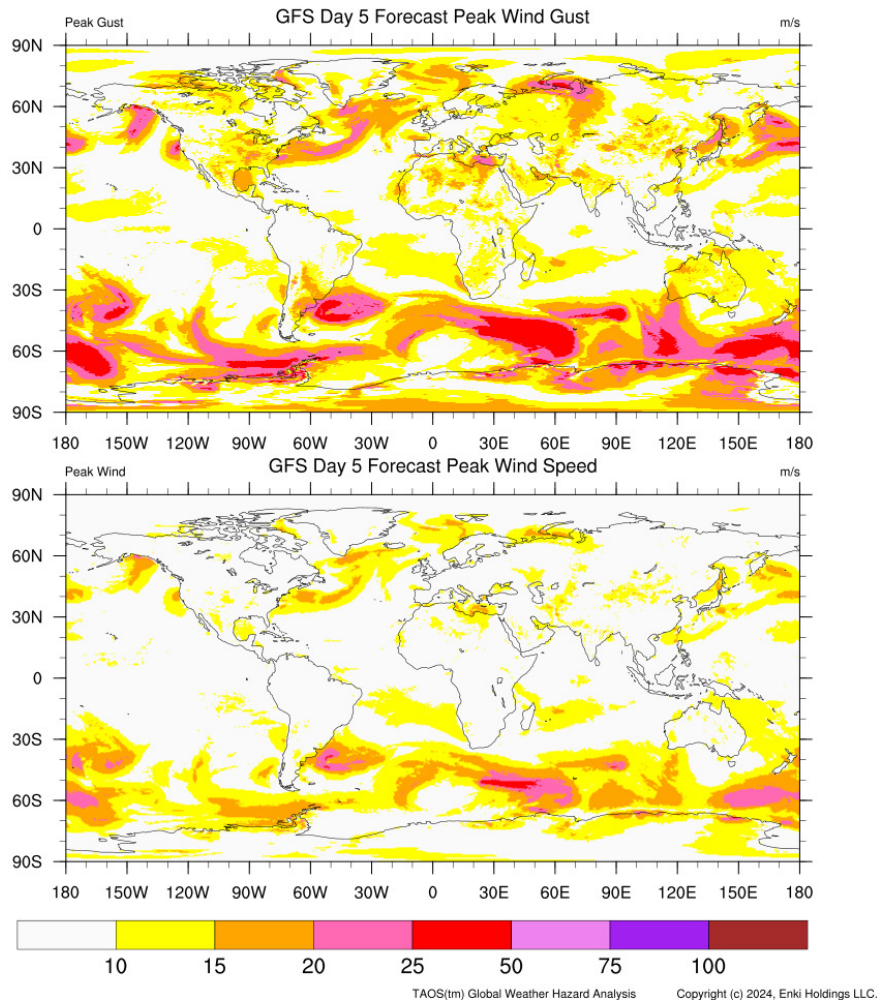 GFS Day 5 Forecast Peak Wind Gust
Peak Gust
m/s
90N
60N
30N
0
30S
60S
90S
180 150W 120W 90W 60W 30W 0 30E 60E 90E 120E 150E 180
GFS Day 5 Forecast Peak Wind Speed
Peak Wind
m/s
90N
60N
30N
0
30S
60S
90S
180 150W 120W 90W 60W 30W 0 30E 60E 90E 120E 150E 180
10 15 20 25 50 75 100
TAOS(tm) Global Weather Hazard Analysis Copyright (c) 2024, Enki Holdings LLC.